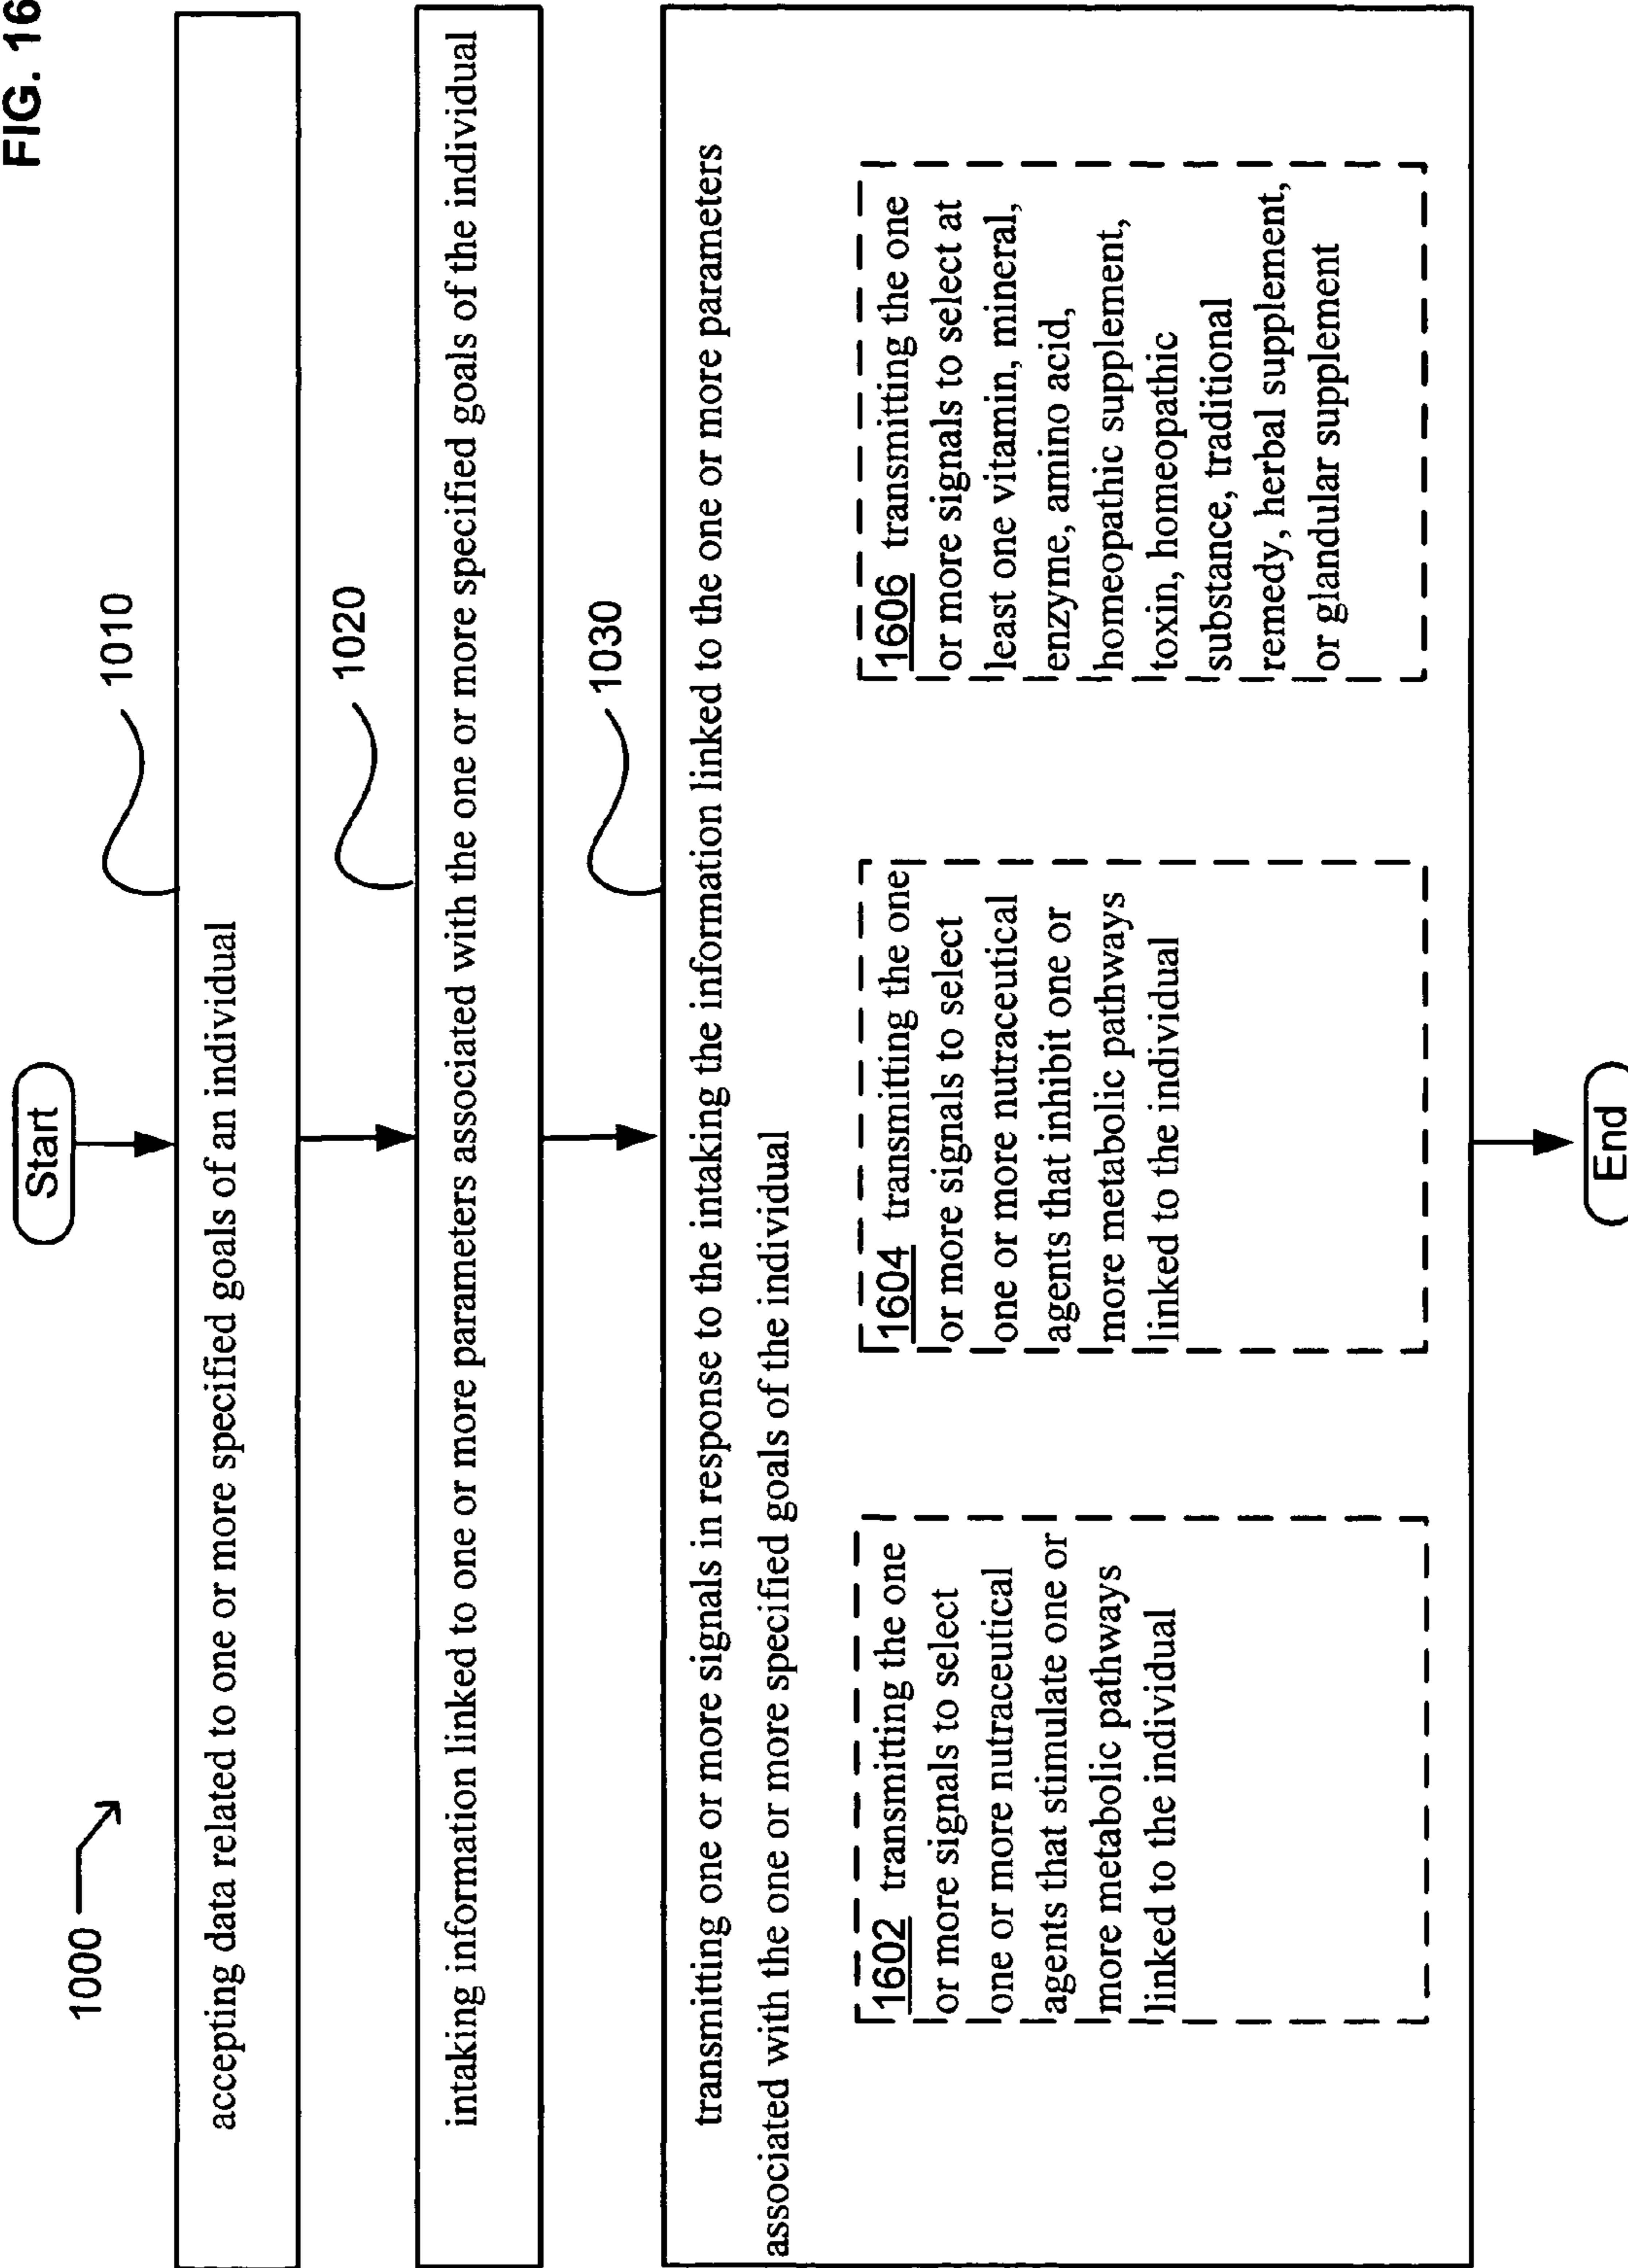 FIG. 16
Start
1000
1010
accepting data related to one or more specified goals of an individual
1020
intaking information linked to one or more parameters associated with the one or more specified goals of the individual
1030
transmitting one or more signals in response to the intaking the information linked to the one or more parameters
associated with the one or more specified goals of the individual
1602 transmitting the one
or more signals to select
one or more nutraceutical
agents that stimulate one or
more metabolic pathways
linked to the individual
1604 transmitting the one
or more signals to select
one or more nutraceutical
agents that inhibit one or
more metabolic pathways
linked to the individual
1606 transmitting the one
or more signals to select at
least one vitamin, mineral,
enzyme, amino acid,
homeopathic supplement,
toxin, homeopathic
substance, traditional
remedy, herbal supplement,
or glandular supplement
End